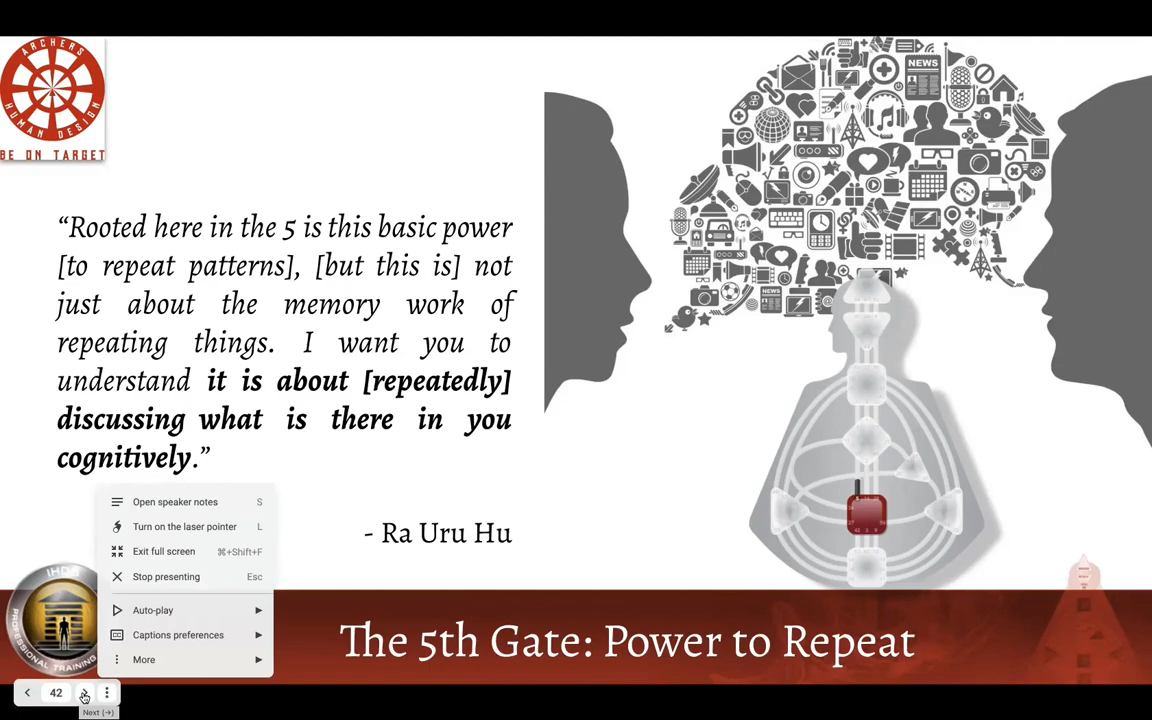 ARCHERS
HUMAN DESIGN
BE ON TARGET
NEWS
NEWS
“Rooted here in the 5 is this basic power
[to repeat patterns], [but this is] not
just about the memory work of
repeating things. I want you to
understand it is about [repeatedly]
discussing what is there in you
cognitively.”
- Ra Uru Hu
Open speaker notes S
Turn on the laser pointer L
Exit full screen ⌘+Shift+F
Stop presenting Esc
Auto-play
Captions preferences
More
IHDS
PROFESSIONAL TRAINING
The 5th Gate: Power to Repeat
42
Next (→)